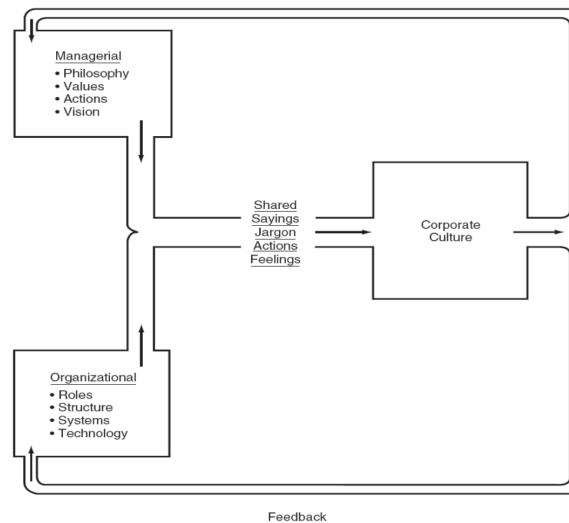 Managerial
• Philosophy
• Values
• Actions
• Vision
Shared
Sayings
Jargon
Actions
Feelings
Corporate
Culture
Organizational
• Roles
• Structure
• Systems
• Technology
Feedback